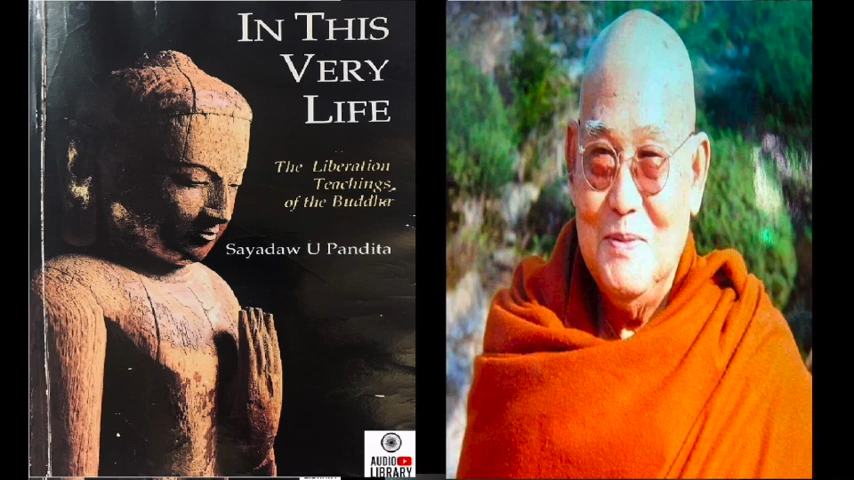 IN THIS
VERY
LIFE
The Liberation
Teachings
of the Buddha
Sayadaw U Pandita
AUDIO
LIBRARY